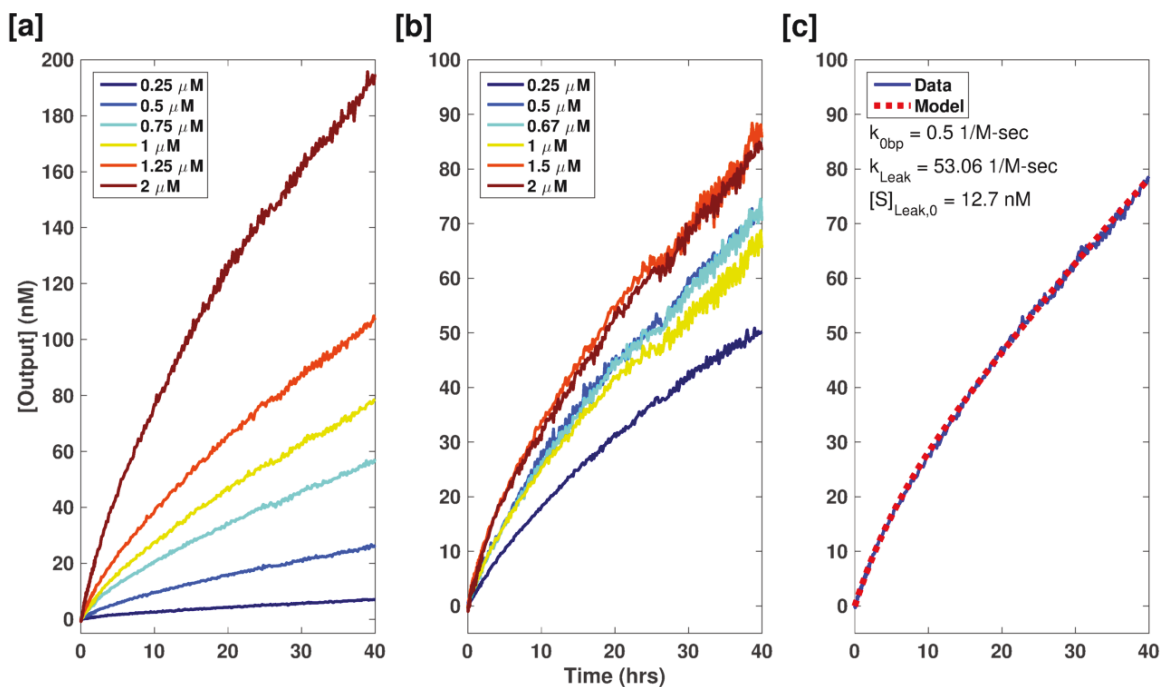 [a]
[b]
[c]
[Output] (nM)
200
180
160
140
120
100
80
60
40
20
0
0
10
20
30
40
0.25 μM
0.5 μM
0.75 μM
1 μM
1.25 μM
2 μM
100
90
80
70
60
50
40
30
20
10
0
0
10
20
30
40
0.25 μM
0.5 μM
0.67 μM
1 μM
1.5 μM
2 μM
Time (hrs)
100
90
80
70
60
50
40
30
20
10
0
0
10
20
30
40
Data
Model
k0bp = 0.5 1/M-sec
kLeak = 53.06 1/M-sec
[S]Leak,0 = 12.7 nM